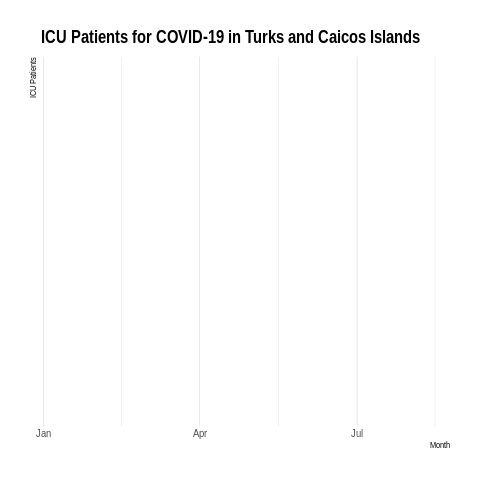 ICU Patients for COVID-19 in Turks and Caicos Islands
ICU Patients
Jan
Apr
Jul
Month